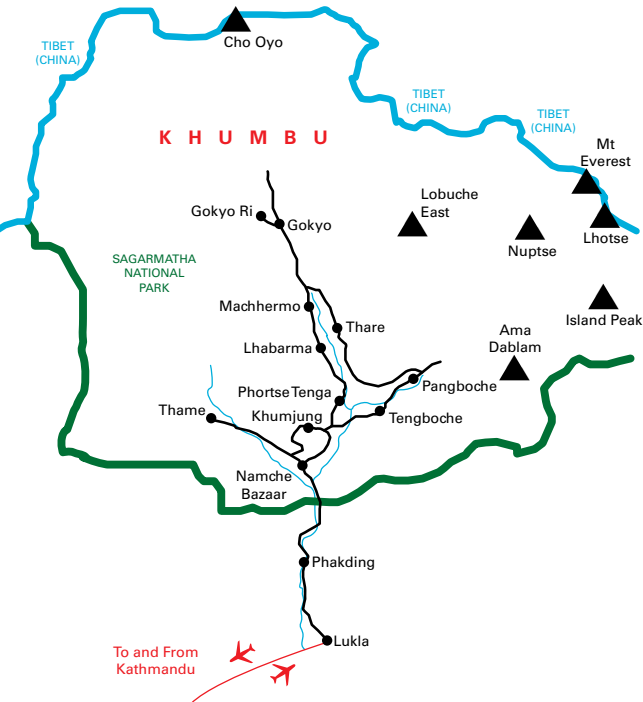 TIBET
(CHINA)
Cho Oyo
TIBET
(CHINA)
TIBET
(CHINA)
K H U M B U
Mt
Everest
Lobuche
East
Gokyo Ri
Gokyo
Nuptse
Lhotse
SAGARMATHA
NATIONAL
PARK
Machhermo
Thare
Island Peak
Ama
Dablam
Lhabarma
Phortse Tenga
Pangboche
Thame
Khumjung
Tengboche
Namche
Bazaar
Phakding
Lukla
To and From
Kathmandu